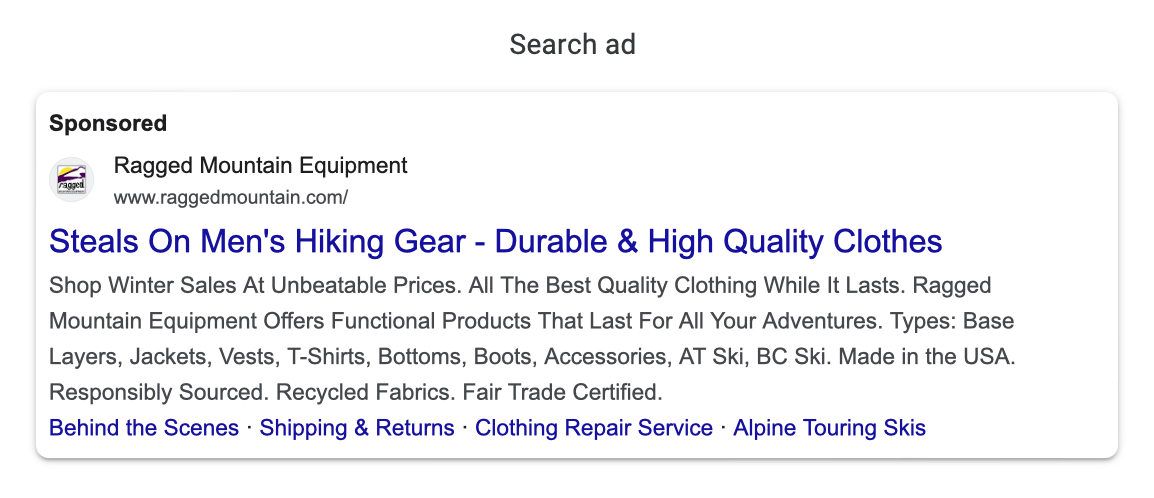 Search ad
Sponsored
ragged
Ragged Mountain Equipment
www.raggedmountain.com/
Steals On Men's Hiking Gear - Durable & High Quality Clothes
Shop Winter Sales At Unbeatable Prices. All The Best Quality Clothing While It Lasts. Ragged
Mountain Equipment Offers Functional Products That Last For All Your Adventures. Types: Base
Layers, Jackets, Vests, T-Shirts, Bottoms, Boots, Accessories, AT Ski, BC Ski. Made in the USA.
Responsibly Sourced. Recycled Fabrics. Fair Trade Certified.
Behind the Scenes · Shipping & Returns · Clothing Repair Service · Alpine Touring Skis